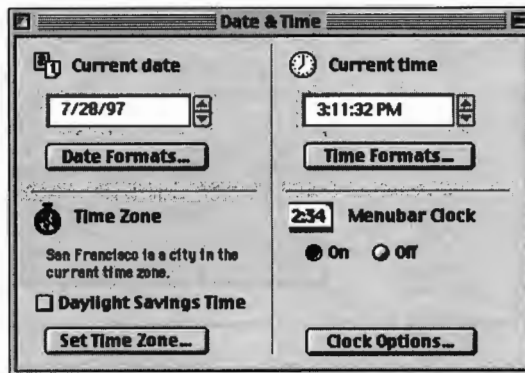 Date & Time
Current date
7/28/97
Date Formats...
Current time
3:11:32 PM
Time Formats...
Time Zone
San Francisco is a city in the
current time zone.
Daylight Savings Time
Set Time Zone...
2:34 Menubar Clock
On Off
Clock Options...